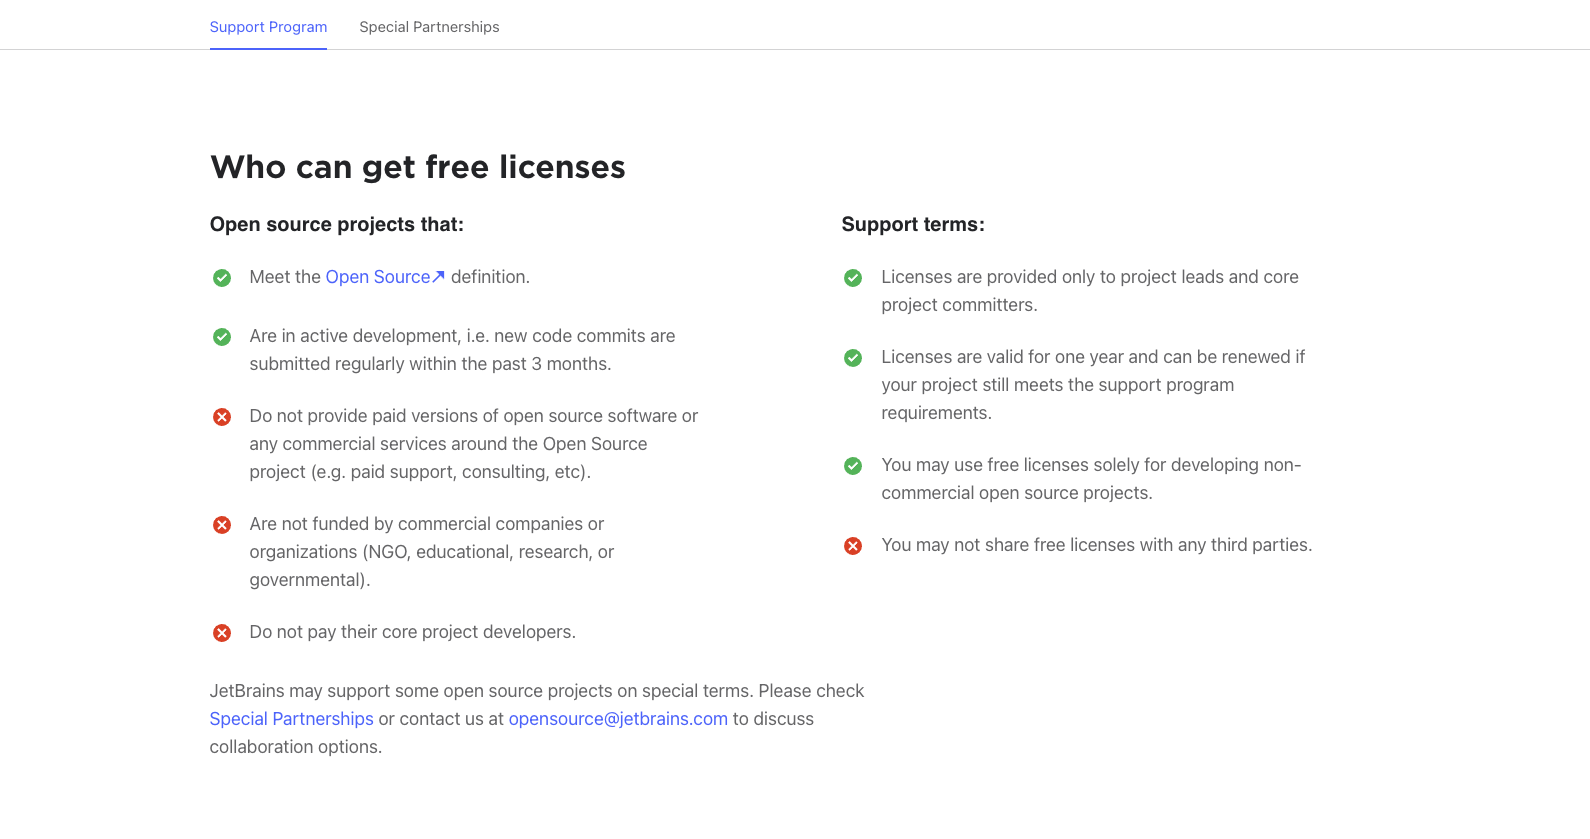 Support Program
Special Partnerships
Who can get free licenses
Open source projects that:
Meet the Open Source↗ definition.
Are in active development, i.e. new code commits are
submitted regularly within the past 3 months.
Do not provide paid versions of open source software or
any commercial services around the Open Source
project (e.g. paid support, consulting, etc).
Are not funded by commercial companies or
organizations (NGO, educational, research, or
governmental).
Do not pay their core project developers.
Support terms:
Licenses are provided only to project leads and core
project committers.
Licenses are valid for one year and can be renewed if
your project still meets the support program
requirements.
You may use free licenses solely for developing non-
commercial open source projects.
You may not share free licenses with any third parties.
JetBrains may support some open source projects on special terms. Please check
Special Partnerships or contact us at opensource@jetbrains.com to discuss
collaboration options.